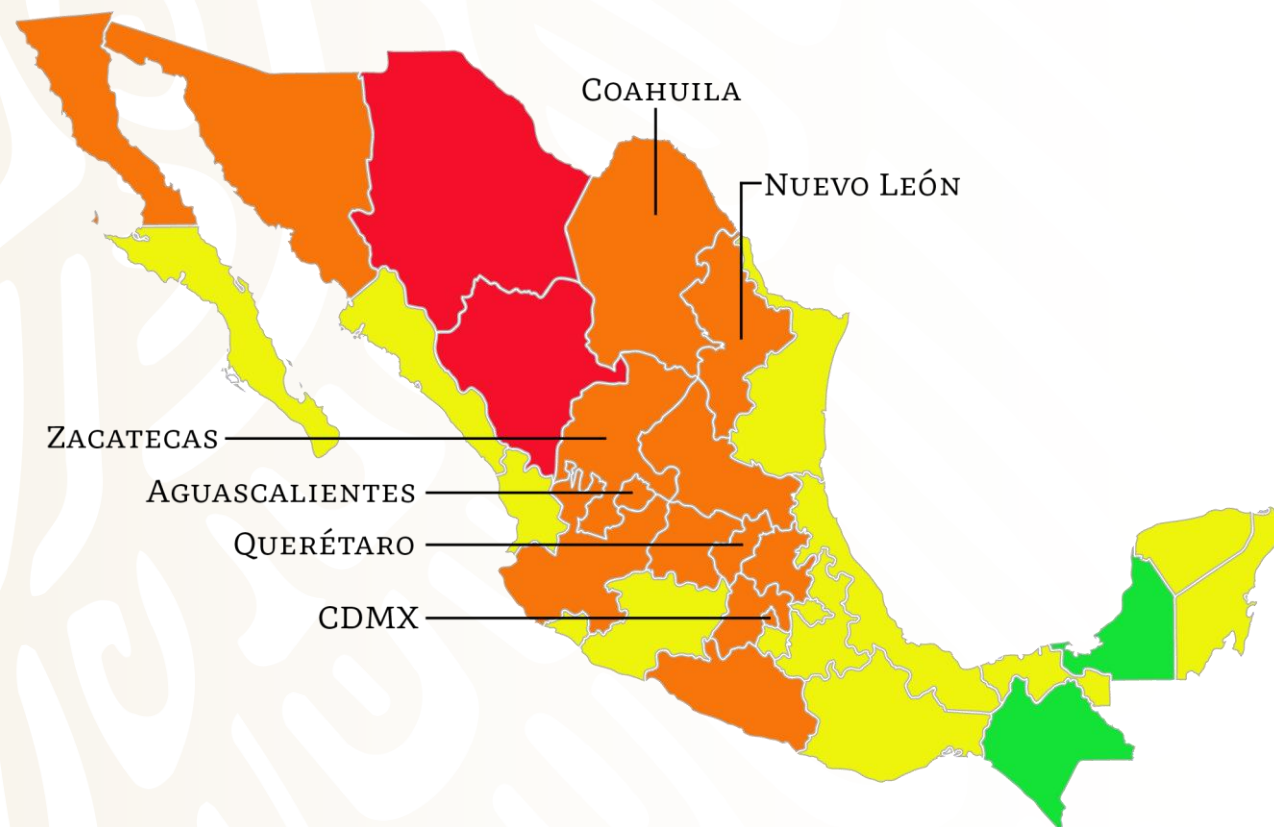 Coahuila
Nuevo León
Zacatecas
Aguascalientes
Querétaro
CDMX